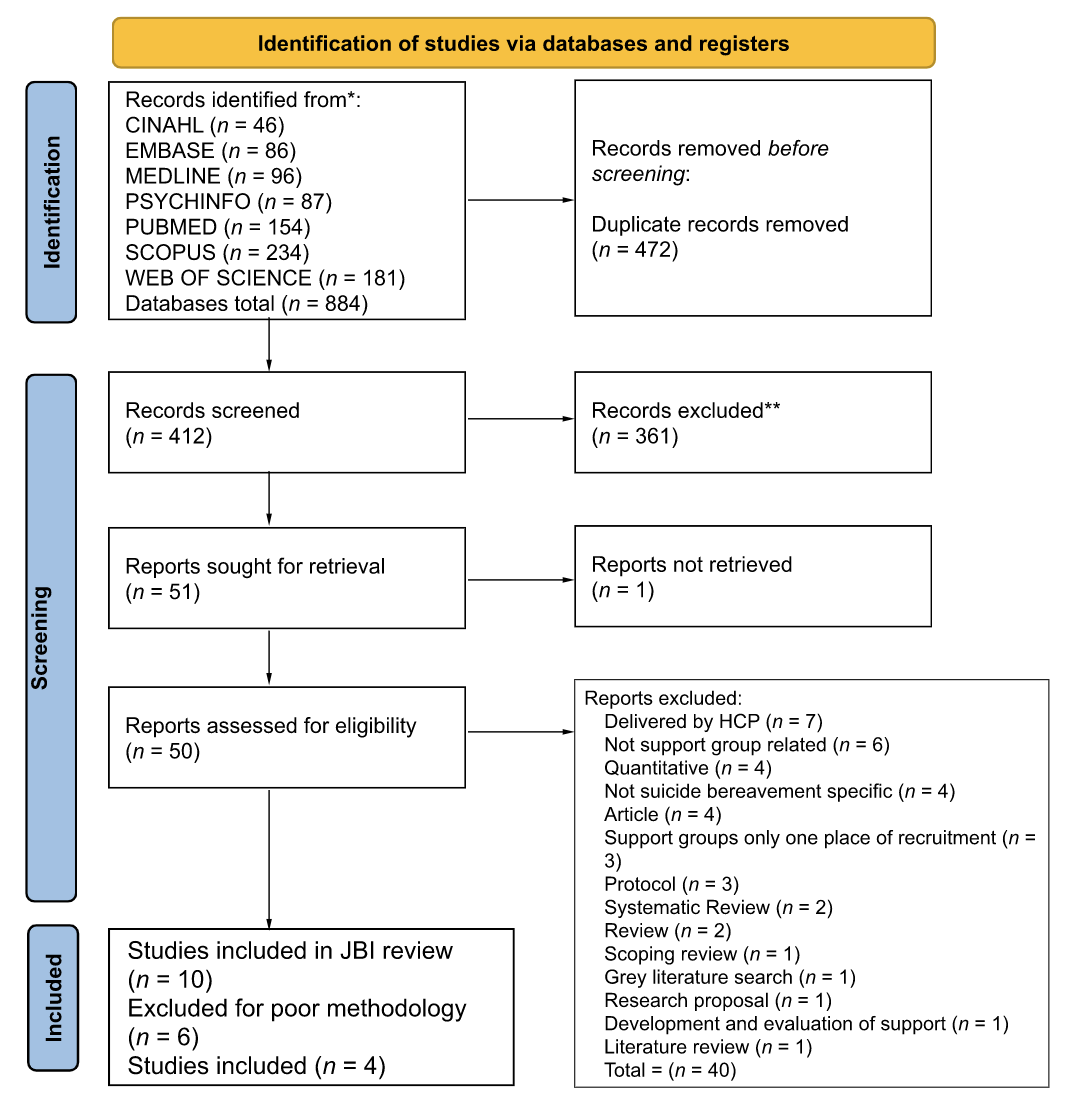 Identification of studies via databases and registers
Identification
Records identified from*:
CINAHL (n = 46)
EMBASE (n = 86)
MEDLINE (n = 96)
PSYCHINFO (n = 87)
PUBMED (n = 154)
SCOPUS (n = 234)
WEB OF SCIENCE (n = 181)
Databases total (n = 884)
Records removed before
screening:
Duplicate records removed
(n = 472)
Screening
Records screened
(n = 412)
Records excluded**
(n = 361)
Reports sought for retrieval
(n = 51)
Reports not retrieved
(n = 1)
Reports assessed for eligibility
(n = 50)
Reports excluded:
Delivered by HCP (n = 7)
Not support group related (n = 6)
Quantitative (n = 4)
Not suicide bereavement specific (n = 4)
Article (n = 4)
Support groups only one place of recruitment (n =
3)
Protocol (n = 3)
Systematic Review (n = 2)
Review (n = 2)
Scoping review (n = 1)
Grey literature search (n = 1)
Research proposal (n = 1)
Development and evaluation of support (n = 1)
Literature review (n = 1)
Total = (n = 40)
Included
Studies included in JBI review
(n = 10)
Excluded for poor methodology
(n = 6)
Studies included (n = 4)